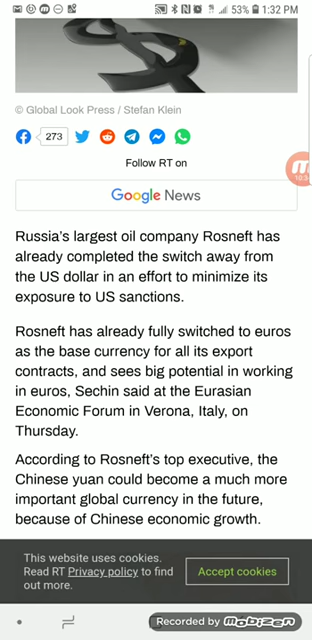 53% 1:32 PM
© Global Look Press / Stefan Klein
273
Follow RT on
Google News
Russia's largest oil company Rosneft has
already completed the switch away from
the US dollar in an effort to minimize its
exposure to US sanctions.
Rosneft has already fully switched to euros
as the base currency for all its export
contracts, and sees big potential in working
in euros, Sechin said at the Eurasian
Economic Forum in Verona, Italy, on
Thursday.
According to Rosneft's top executive, the
Chinese yuan could become a much more
important global currency in the future,
because of Chinese economic growth.
This website uses cookies.
Read RT Privacy policy to find
out more.
Accept cookies
Recorded by mobizen